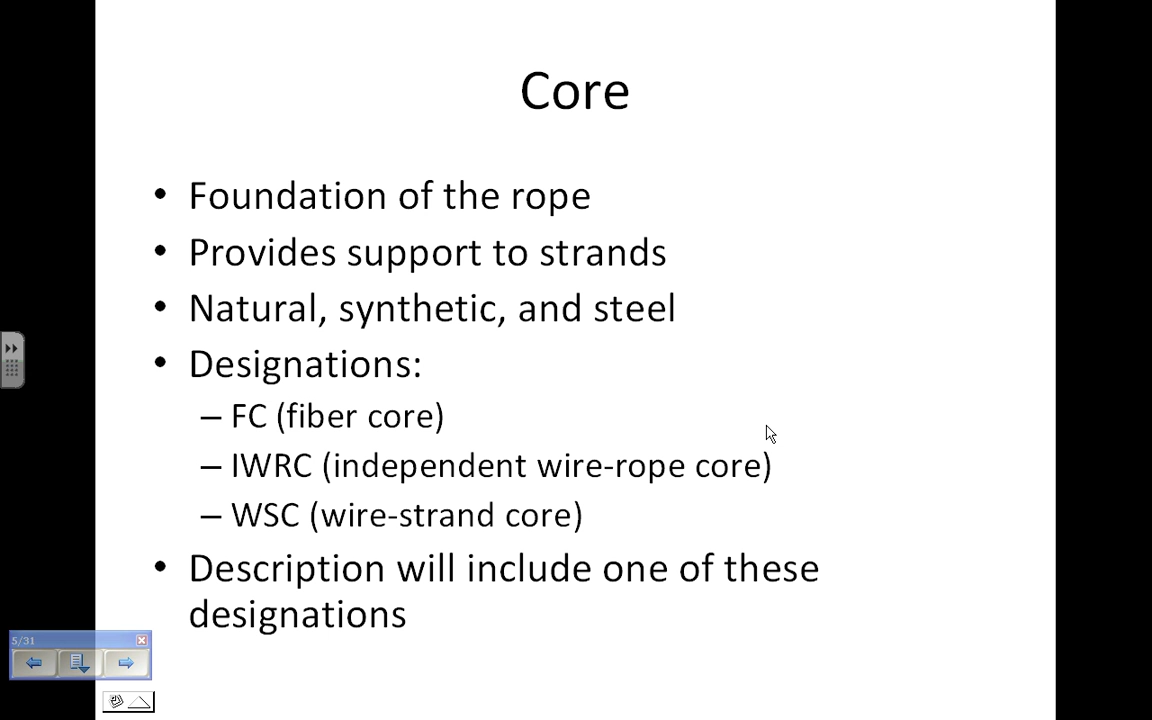 Core
• Foundation of the rope
• Provides support to strands
• Natural, synthetic, and steel
• Designations:
– FC (fiber core)
– IWRC (independent wire-rope core)
– WSC (wire-strand core)
• Description will include one of these
designations
5/31